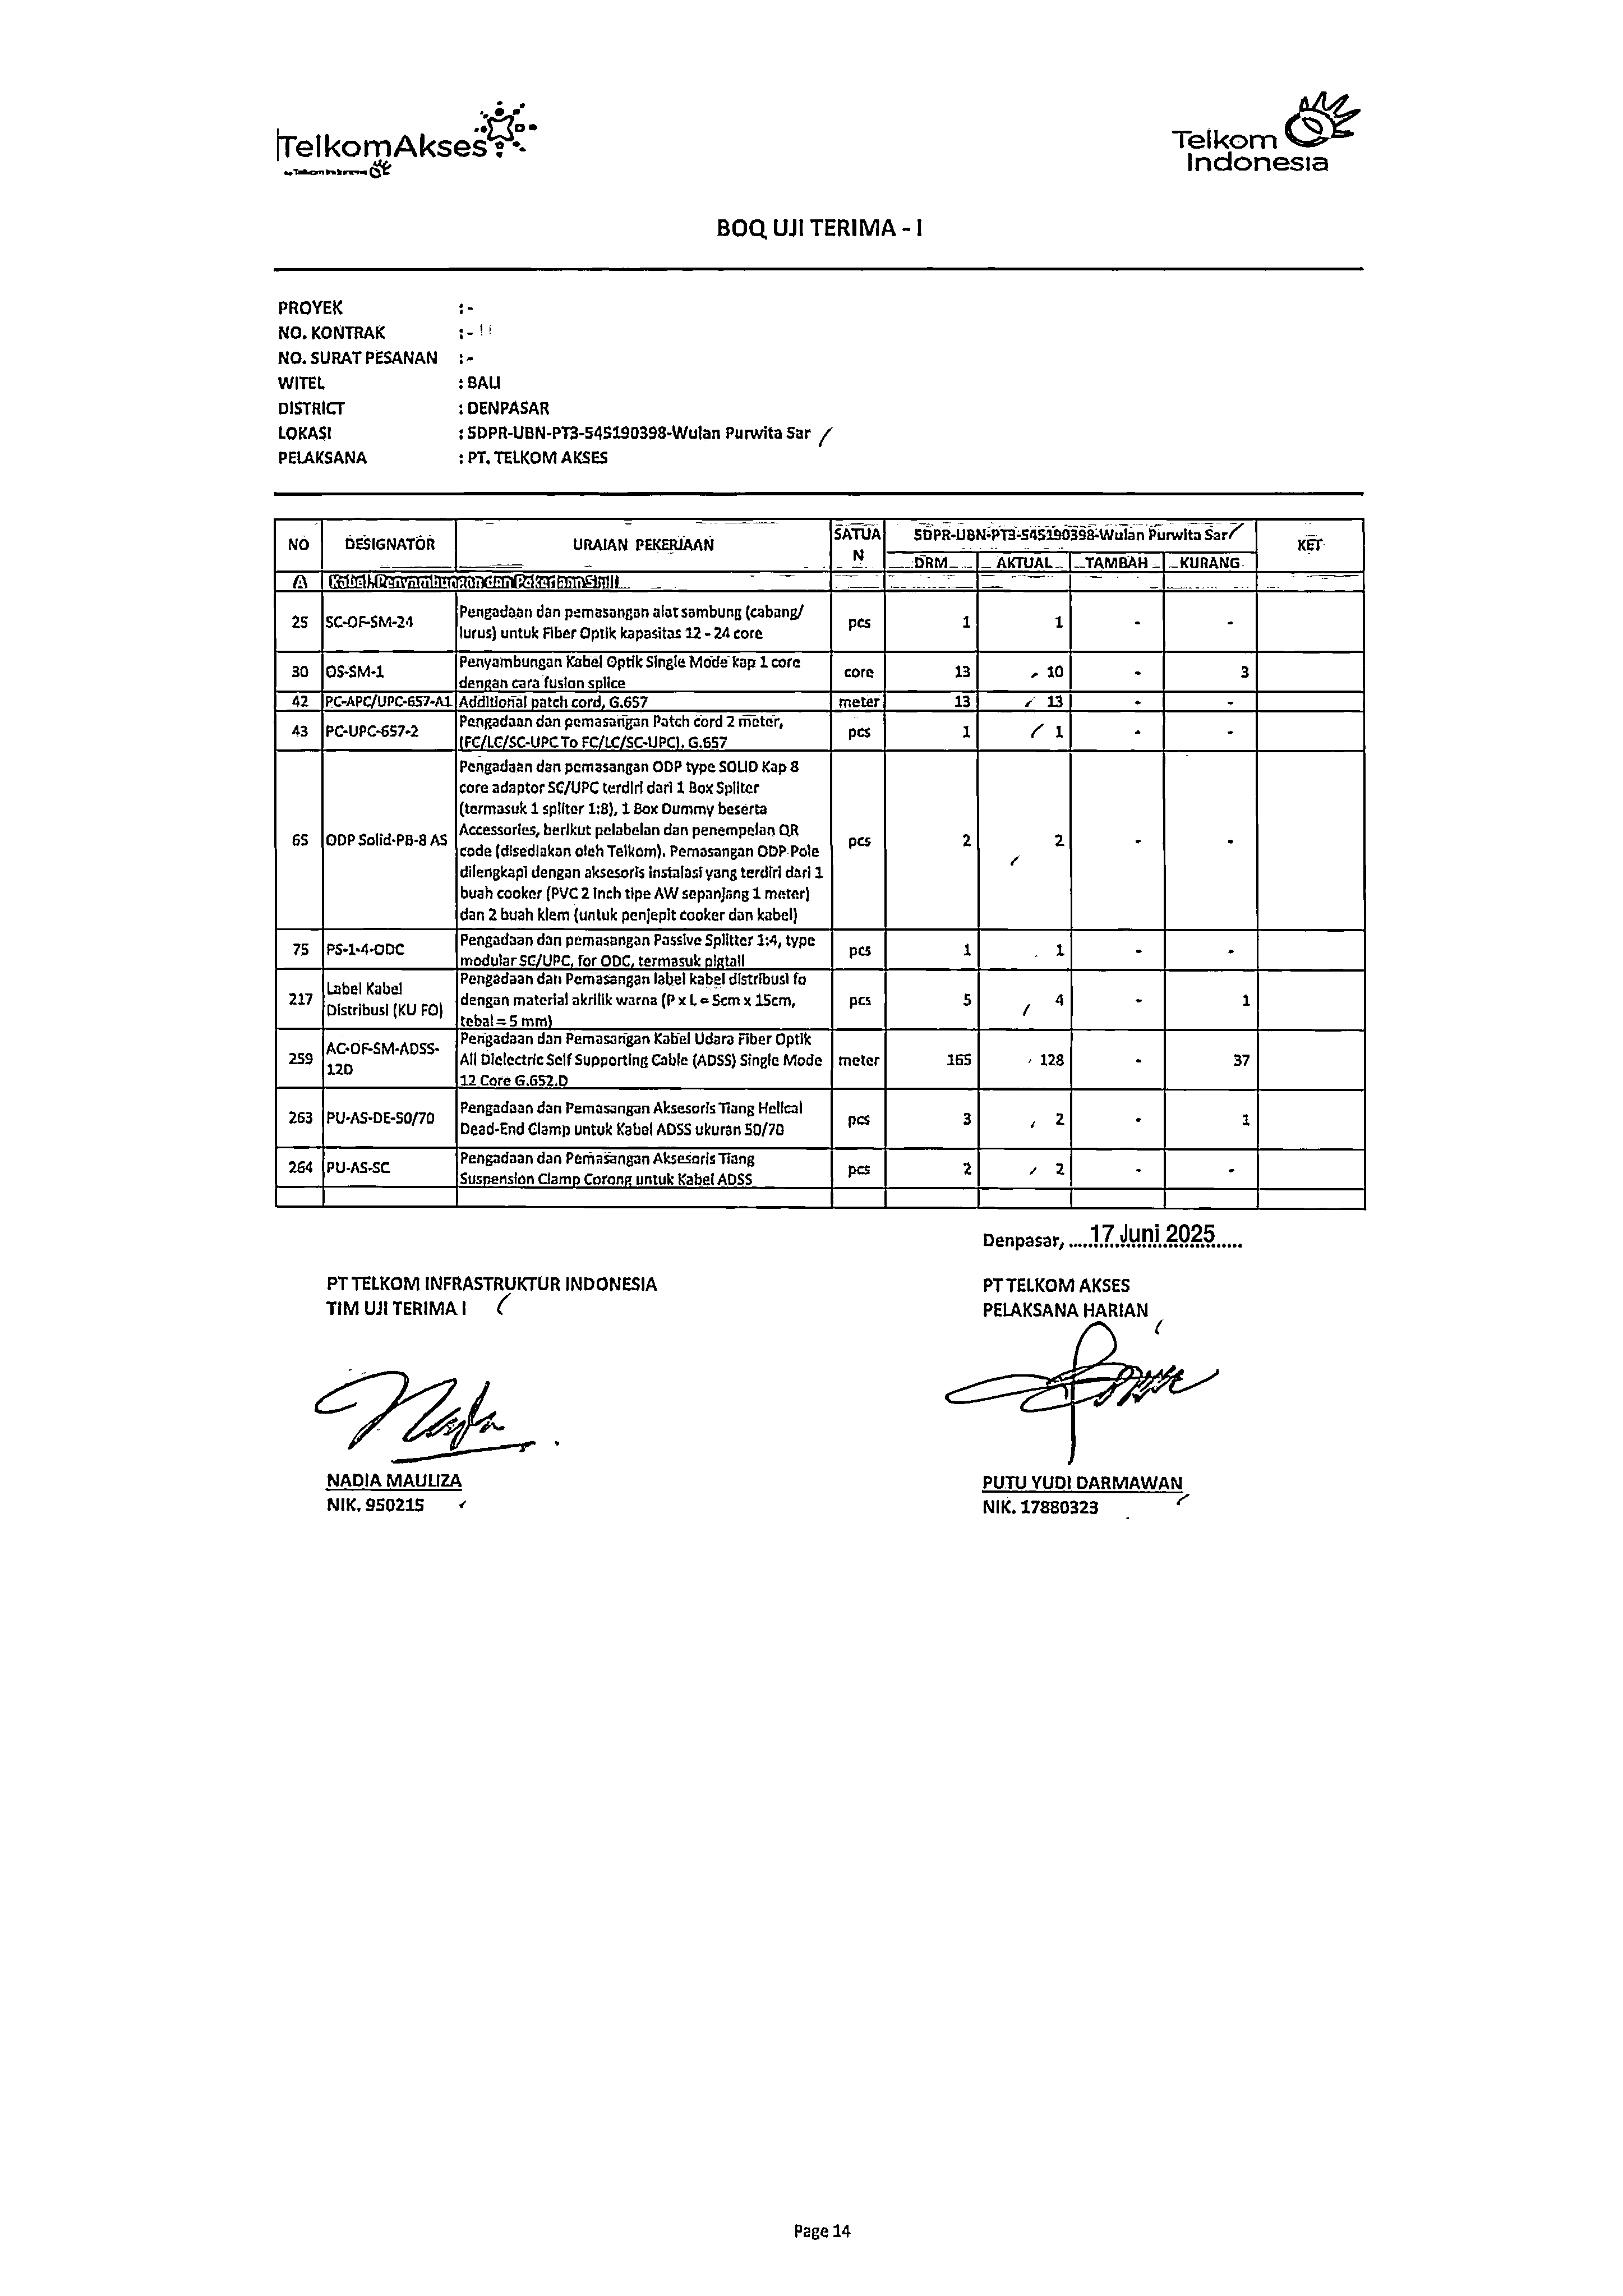 TelkomAkses
by Telkom Indonesia
Telkom
Indonesia
BOQ UJI TERIMA - I
PROYEK : -
NO. KONTRAK : -
NO. SURAT PESANAN : -
WITEL : BALI
DISTRICT : DENPASAR
LOKASI : SDPR-UBN-PT3-545190398-Wulan Purwita Sar
PELAKSANA : PT. TELKOM AKSES
NO DESIGNATOR URAIAN PEKERJAAN SATUA
N SDPR-UBN-PT3-545190398-Wulan Purwita Sar KET
DRM AKTUAL TAMBAH KURANG
A Kabel, Penyambungan dan Pekerjaan Sipil
25 SC-OF-SM-24 Pengadaan dan pemasangan alat sambung (cabang/
lurus) untuk Fiber Optik kapasitas 12 - 24 core pcs 1 1 - -
30 OS-SM-1 Penyambungan Kabel Optik Single Mode kap 1 core
dengan cara fusion splice core 13 10 - 3
42 PC-APC/UPC-657-A1 Additional patch cord, G.657 meter 13 13 - -
43 PC-UPC-657-2 Pengadaan dan pemasangan Patch cord 2 meter,
(FC/LC/SC-UPC To FC/LC/SC-UPC), G.657 pcs 1 1 - -
65 ODP Solid-PB-8 AS Pengadaan dan pemasangan ODP type SOLID Kap 8
core adaptor SC/UPC terdiri dari 1 Box Spliter
(termasuk 1 spliter 1:8), 1 Box Dummy beserta
Accessories, berikut pelabelan dan penempelan QR
code (disediakan oleh Telkom). Pemasangan ODP Pole
dilengkapi dengan aksesoris instalasi yang terdiri dari 1
buah cooker (PVC 2 Inch tipe AW sepanjang 1 meter)
dan 2 buah klem (untuk penjepit cooker dan kabel) pcs 2 2 - -
75 PS-1-4-ODC Pengadaan dan pemasangan Passive Splitter 1:4, type
modular SC/UPC, for ODC, termasuk pigtail pcs 1 1 - -
217 Label Kabel
Distribusi (KU FO) Pengadaan dan Pemasangan label kabel distribusi fo
dengan material akrilik warna (P x L = 5cm x 15cm,
tebal = 5 mm) pcs 5 4 - 1
259 AC-OF-SM-ADSS-
12D Pengadaan dan Pemasangan Kabel Udara Fiber Optik
All Dielectric Self Supporting Cable (ADSS) Single Mode
12 Core G.652.D meter 165 128 - 37
263 PU-AS-DE-50/70 Pengadaan dan Pemasangan Aksesoris Tiang Helical
Dead-End Clamp untuk Kabel ADSS ukuran 50/70 pcs 3 2 - 1
264 PU-AS-SC Pengadaan dan Pemasangan Aksesoris Tiang
Suspension Clamp Corong untuk Kabel ADSS pcs 2 2 - -
Denpasar, .....17 Juni 2025.....
PT TELKOM INFRASTRUKTUR INDONESIA
TIM UJI TERIMA I
PT TELKOM AKSES
PELAKSANA HARIAN
NADIA MAULIZA
NIK. 950215
PUTU YUDI DARMAWAN
NIK. 17880323
Page 14